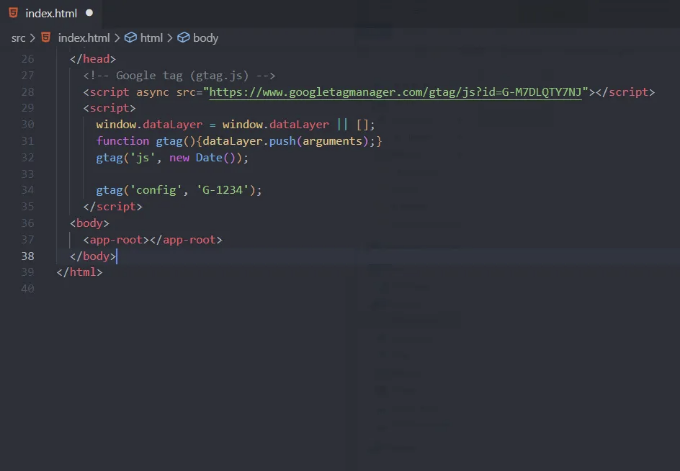 index.html
src > index.html > html > body
26 </head>
27 <!-- Google tag (gtag.js) -->
28 <script async src="https://www.googletagmanager.com/gtag/js?id=G-M7DLQTY7NJ"></script>
29 <script>
30 window.dataLayer = window.dataLayer || [];
31 function gtag(){dataLayer.push(arguments);}
32 gtag('js', new Date());
33
34 gtag('config', 'G-1234');
35 </script>
36 <body>
37 <app-root></app-root>
38 </body>
39 </html>
40